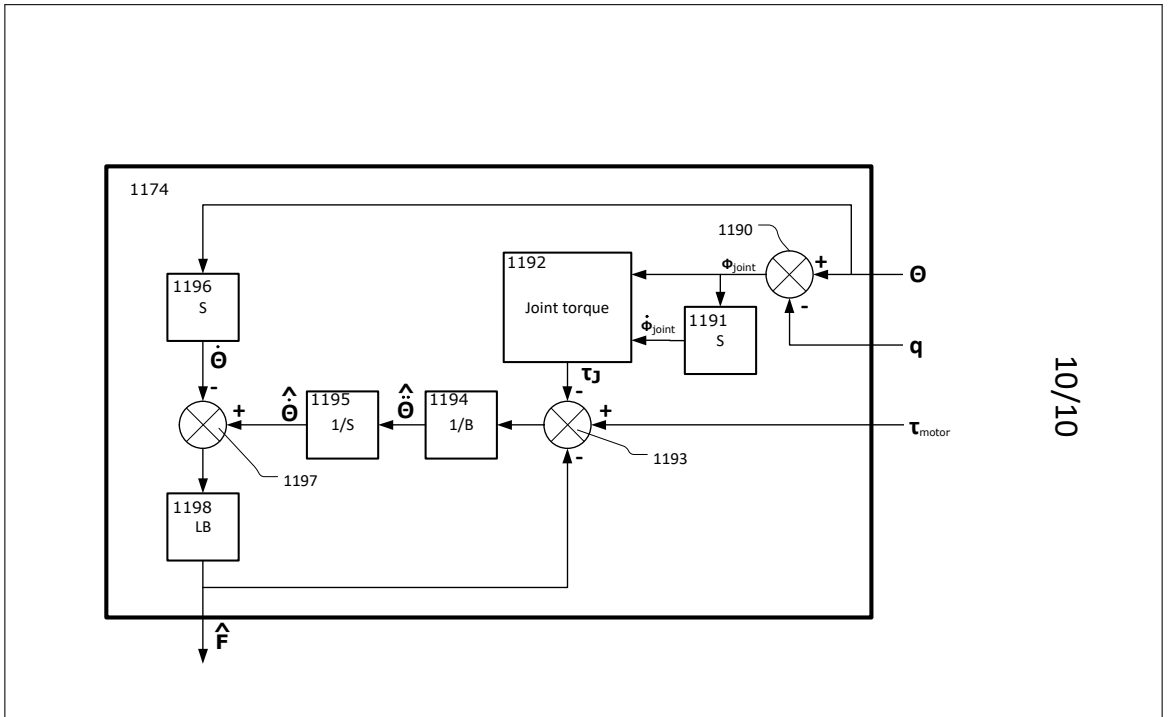 1174
1190
+
Θ
-
q
Φjoint
1192
Joint torque
1191
S
Φ̇joint
τJ
1196
S
Θ̇
-
+
Θ̇̂
1195
1/S
Θ̈̂
1194
1/B
-
+
-
τmotor
1193
1197
1198
LB
F̂
10/10